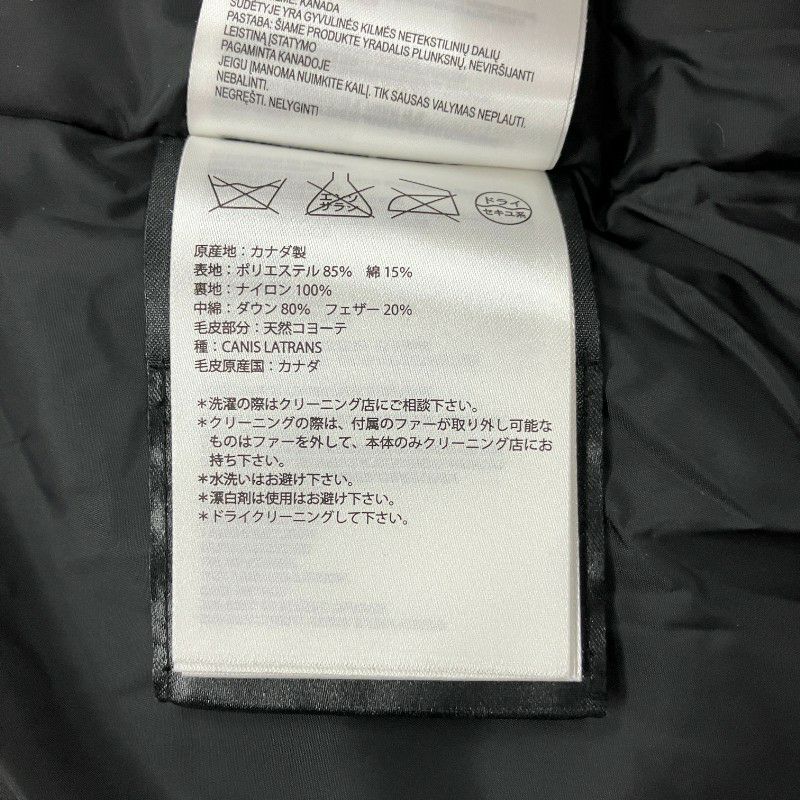 KANADA
SUDĖTYJE YRA GYVULINĖS KILMĖS NETEKSTILINIŲ DALIŲ
PASTABA: ŠIAME PRODUKTE YRADALIS PLUNKSNŲ, NEVIRŠIJANTI
LEISTINĄ ĮSTATYMO
PAGAMINTA KANADOJE
JEIGU ĮMANOMA NUIMKITE KAILĮ. TIK SAUSAS VALYMAS NEPLAUTI.
NEBALINTI.
NEGRĘŠTI. NELYGINTI
エンソ
サラシ
ドライ
セキユ系
原産地：カナダ製
表地：ポリエステル 85% 綿 15%
裏地：ナイロン 100%
中綿：ダウン 80% フェザー 20%
毛皮部分：天然コヨーテ
種：CANIS LATRANS
毛皮原産国：カナダ
＊洗濯の際はクリーニング店にご相談下さい。
＊クリーニングの際は、付属のファーが取り外し可能な
ものはファーを外して、本体のみクリーニング店にお
持ち下さい。
＊水洗いはお避け下さい。
＊漂白剤は使用はお避け下さい。
＊ドライクリーニングして下さい。